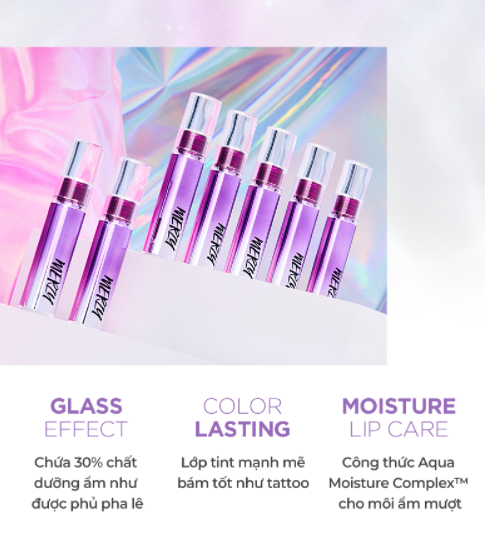 MERZY
MERZY
MERZY
MERZY
MERZY
MERZY
MERZY
GLASS
EFFECT
Chứa 30% chất
dưỡng ẩm như
được phủ pha lê
COLOR
LASTING
Lớp tint mạnh mẽ
bám tốt như tattoo
MOISTURE
LIP CARE
Công thức Aqua
Moisture Complex™
cho môi ẩm mượt